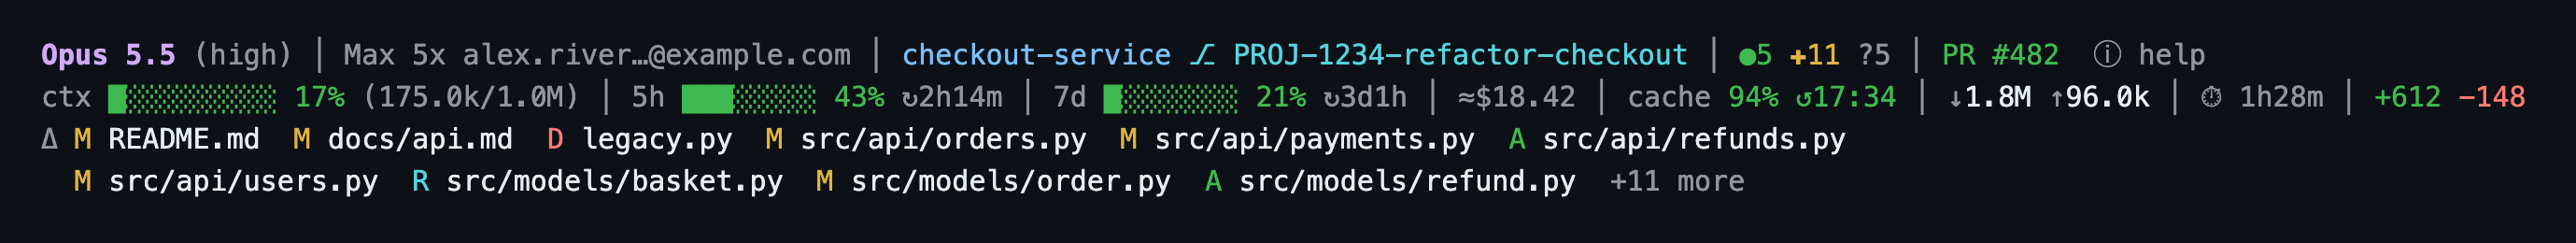 Opus 5.5 (high) │ Max 5x alex.river…@example.com │ checkout-service ⎇ PROJ-1234-refactor-checkout │ ●5 ✚11 ?5 │ PR #482 ⓘ help
ctx █░░░░░░░░░ 17% (175.0k/1.0M) │ 5h ███░░░░░ 43% ↻2h14m │ 7d █░░░░░░░ 21% ↻3d1h │ ≈$18.42 │ cache 94% ↺17:34 │ ↓1.8M ↑96.0k │ ⏱ 1h28m │ +612 −148
Δ M README.md M docs/api.md D legacy.py M src/api/orders.py M src/api/payments.py A src/api/refunds.py
M src/api/users.py R src/models/basket.py M src/models/order.py A src/models/refund.py +11 more